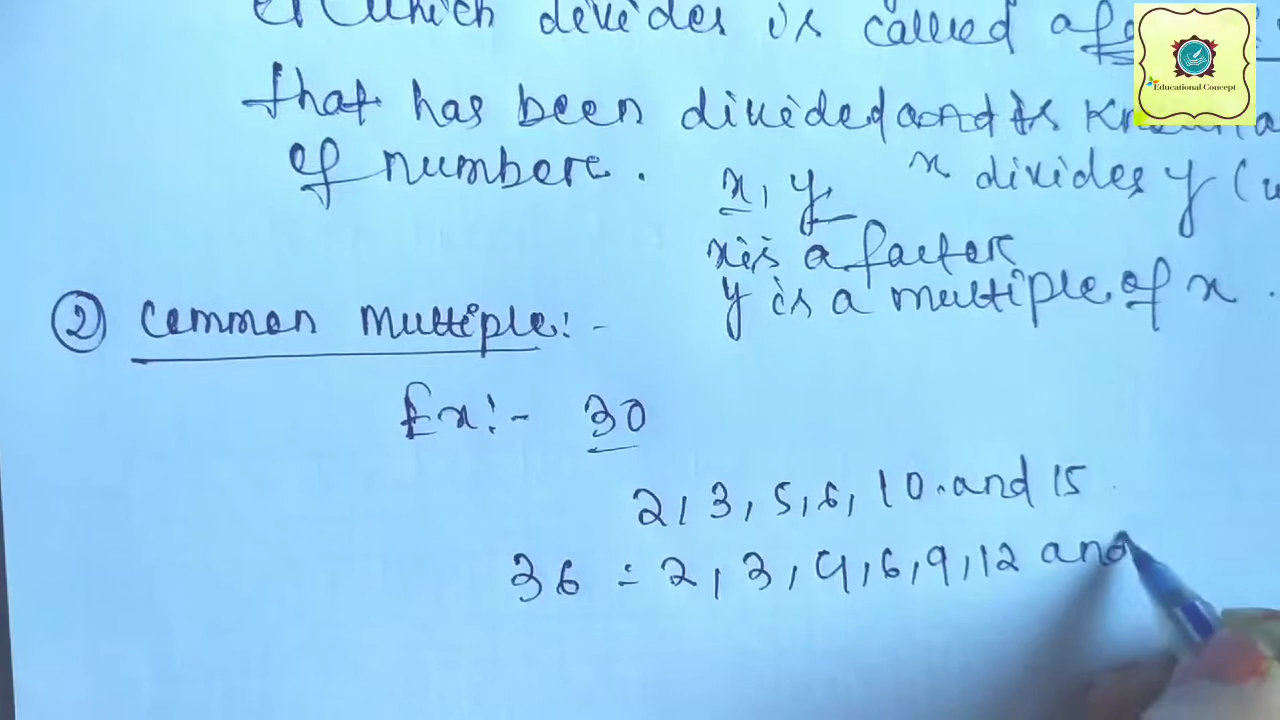 which divides is called a
that has been divided and is
of numbers.
x, y x divides y (
x is a factor
y is a multiple of x.
② Common Multiple:-
Ex:- 30
2, 3, 5, 6, 10. and 15
36 = 2, 3, 4, 6, 9, 12 and
Educational Concept